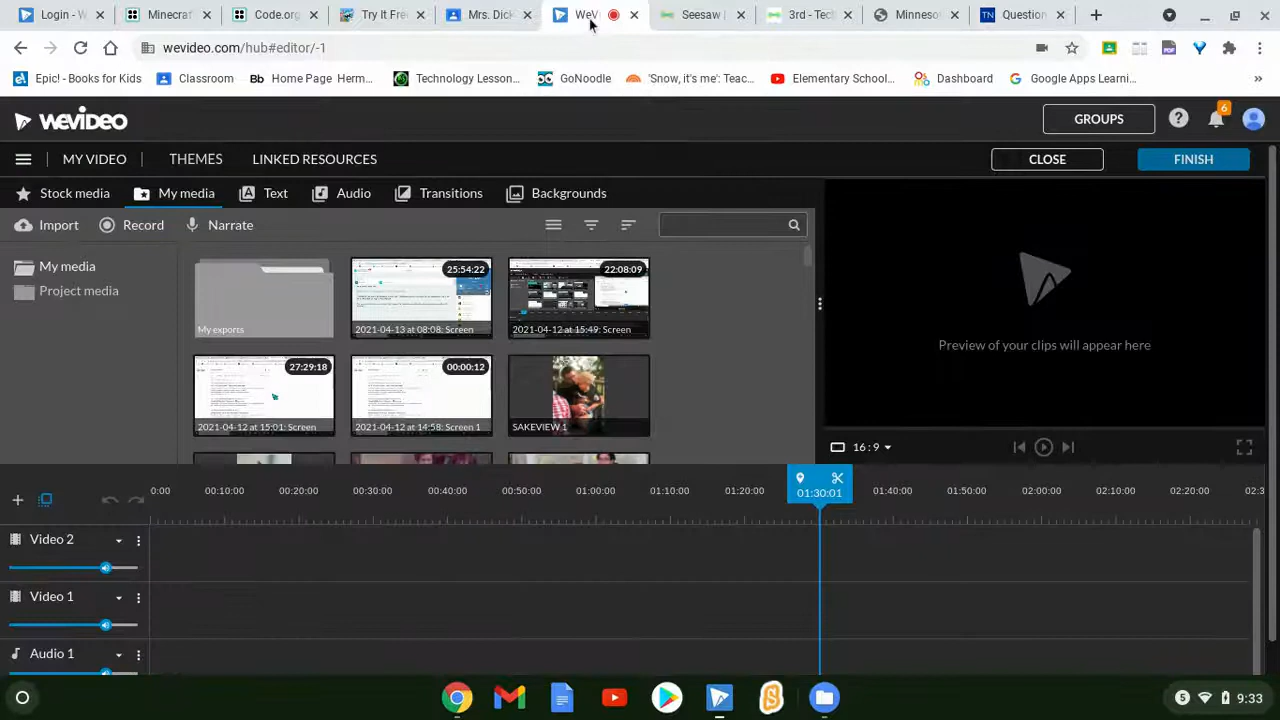 Login - W
Minecra
Code.org
Try It Fre
Mrs. Die
WeV
Seesaw
3rd - Tec
Minneso
Question
wevideo.com/hub#editor/-1
Epic! - Books for Kids
Classroom
Bb Home Page Herm...
Technology Lesson...
GoNoodle
'Snow, it's me': Teac...
Elementary School...
Dashboard
Google Apps Learni...
»
WEVIDEO
GROUPS
6
MY VIDEO
THEMES
LINKED RESOURCES
CLOSE
FINISH
Stock media
My media
Text
Audio
Transitions
Backgrounds
Import
Record
Narrate
My media
Project media
My exports
25:54:22
2021-04-13 at 08:08: Screen
22:08:09
2021-04-12 at 15:49: Screen
27:29:18
2021-04-12 at 15:01: Screen
00:00:12
2021-04-12 at 14:58: Screen 1
SAKEVIEW 1
Preview of your clips will appear here
16:9
0:00 00:10:00 00:20:00 00:30:00 00:40:00 00:50:00 01:00:00 01:10:00 01:20:00 01:30:01 01:40:00 01:50:00 02:00:00 02:10:00 02:20:00 02:3
Video 2
Video 1
Audio 1
5 9:33